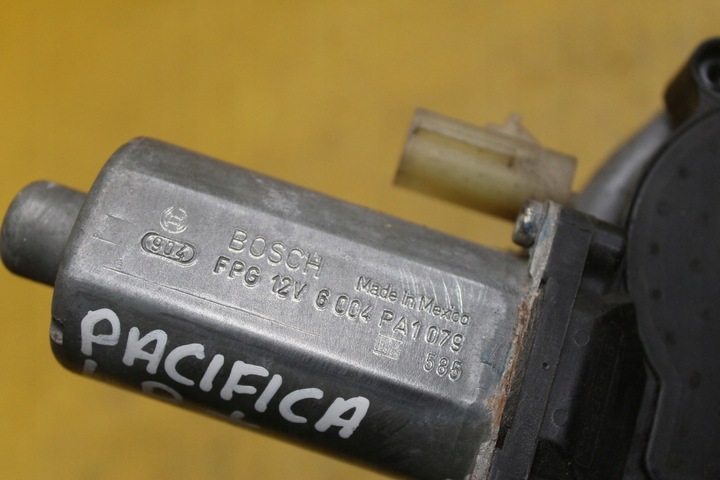 904
BOSCH
Made in Mexico
FPG 12V 6 004 PA1 079
585
PACIFICA